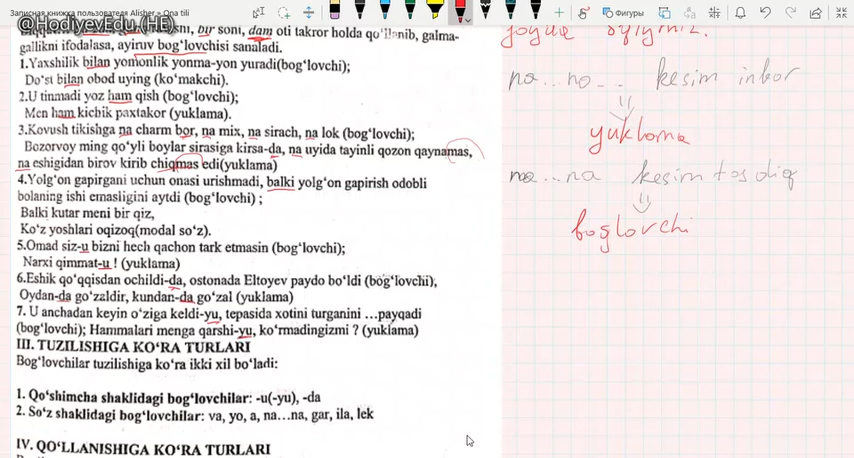 Записная книжка пользователя Alisher » Ona tili
@HodiyevEdu (HE)
Фигуры
soni, dam oti takror holda qo'llanib, galma-
gallikni ifodalasa, ayiruv bog'lovchisi sanaladi.
1.Yaxshilik bilan yomonlik yonma-yon yuradi(bog'lovchi);
Do'st bilan obod uying (ko'makchi).
2.U tinmadi yoz ham qish (bog'lovchi);
Men ham kichik paxtakor (yuklama).
3.Kovush tikishga na charm bor, na mix, na sirach, na lok (bog'lovchi);
Bozorvoy ming qo'yli boylar sirasiga kirsa-da, na uyida tayinli qozon qaynamas,
na eshigidan birov kirib chiqmas edi(yuklama)
4.Yolg'on gapirgani uchun onasi urishmadi, balki yolg'on gapirish odobli
bolaning ishi emasligini aytdi (bog'lovchi) ;
Balki kutar meni bir qiz,
Ko'z yoshlari oqizoq(modal so'z).
5.Omad siz-u bizni hech qachon tark etmasin (bog'lovchi);
Narxi qimmat-u ! (yuklama)
6.Eshik qo'qqisdan ochildi-da, ostonada Eltoyev paydo bo'ldi (bog'lovchi),
Oydan-da go'zaldir, kundan-da go'zal (yuklama)
7. U anchadan keyin o'ziga keldi-yu, tepasida xotini turganini …payqadi
(bog'lovchi); Hammalari menga qarshi-yu, ko'rmadingizmi ? (yuklama)
III. TUZILISHIGA KO'RA TURLARI
Bog'lovchilar tuzilishiga ko'ra ikki xil bo'ladi:
1. Qo'shimcha shaklidagi bog'lovchilar: -u(-yu), -da
2. So'z shaklidagi bog'lovchilar: va, yo, a, na…na, gar, ila, lek
IV. QO'LLANISHIGA KO'RA TURLARI
na...na... kesim inkor
yuklama
na...na kesim tasdiq
boglovchi